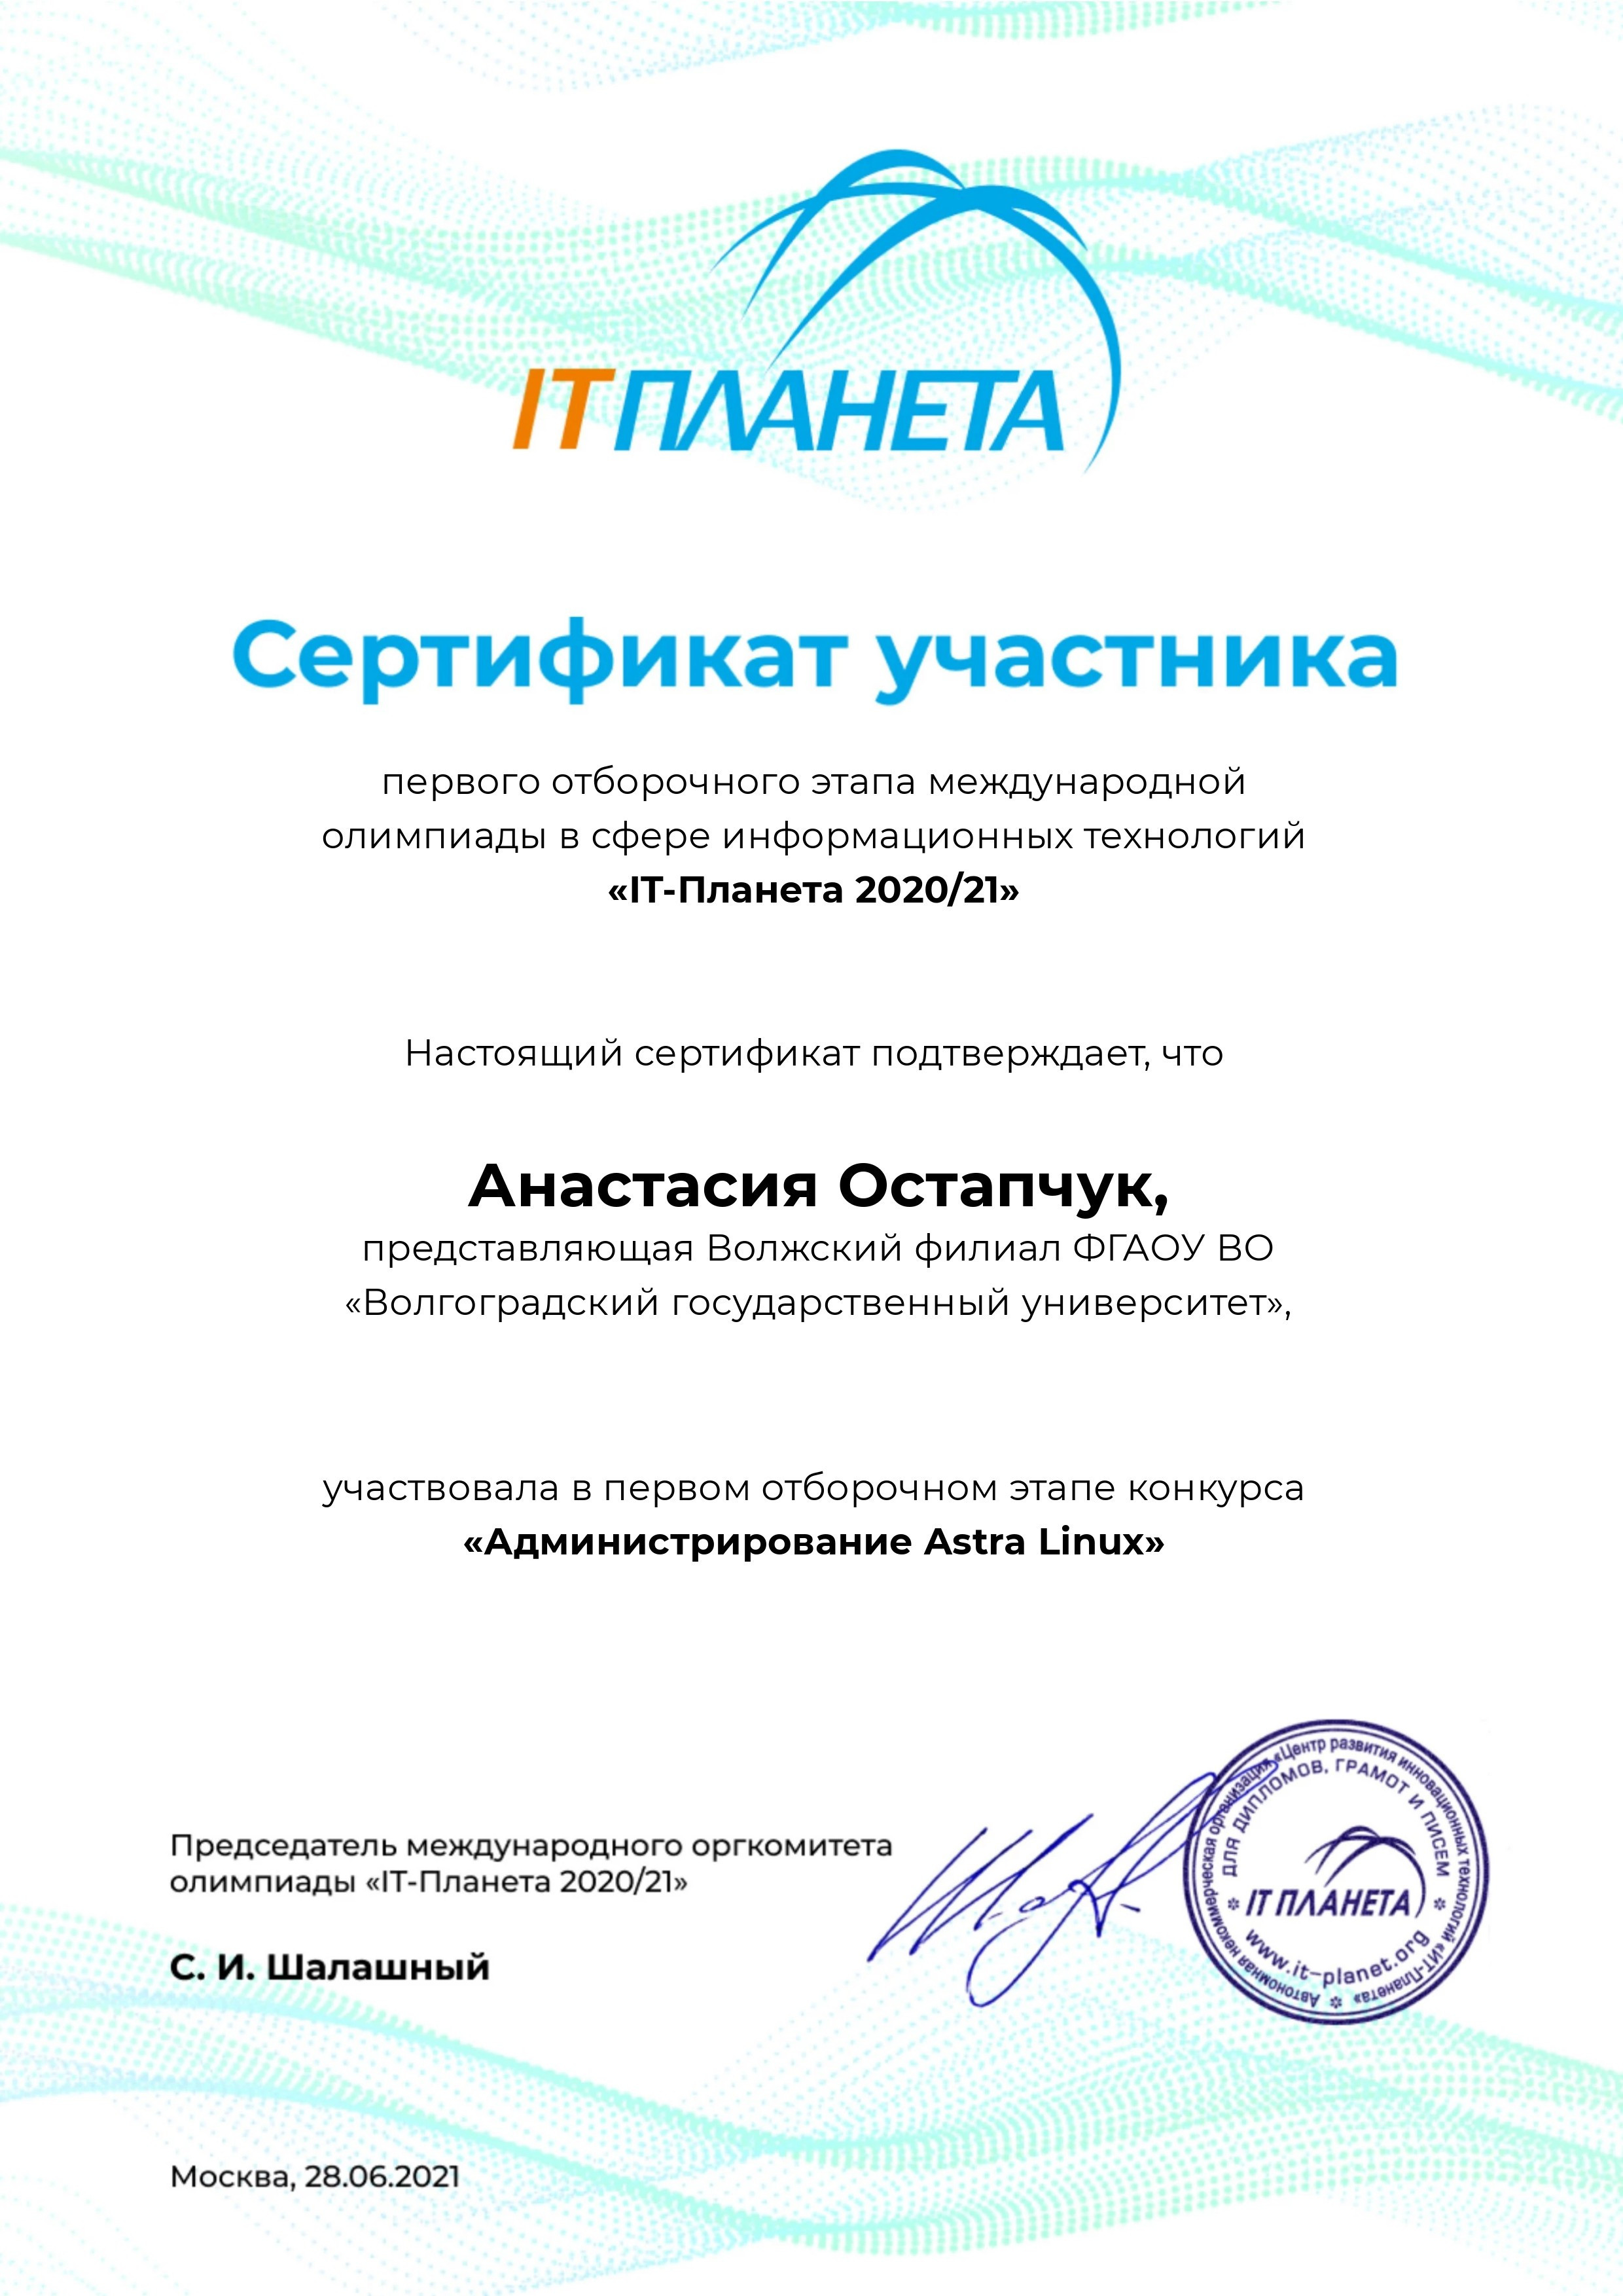 IT ПЛАНЕТА
Сертификат участника
первого отборочного этапа международной
олимпиады в сфере информационных технологий
«IT-Планета 2020/21»
Настоящий сертификат подтверждает, что
Анастасия Остапчук,
представляющая Волжский филиал ФГАОУ ВО
«Волгоградский государственный университет»,
участвовала в первом отборочном этапе конкурса
«Администрирование Astra Linux»
Председатель международного оргкомитета
олимпиады «IT-Планета 2020/21»
С. И. Шалашный
Автономная некоммерческая организация «Центр развития инновационных технологий «ИТ-Планета»
ДЛЯ ДИПЛОМОВ, ГРАМОТ И ПИСЕМ
IT ПЛАНЕТА
www.it-planet.org
Москва, 28.06.2021